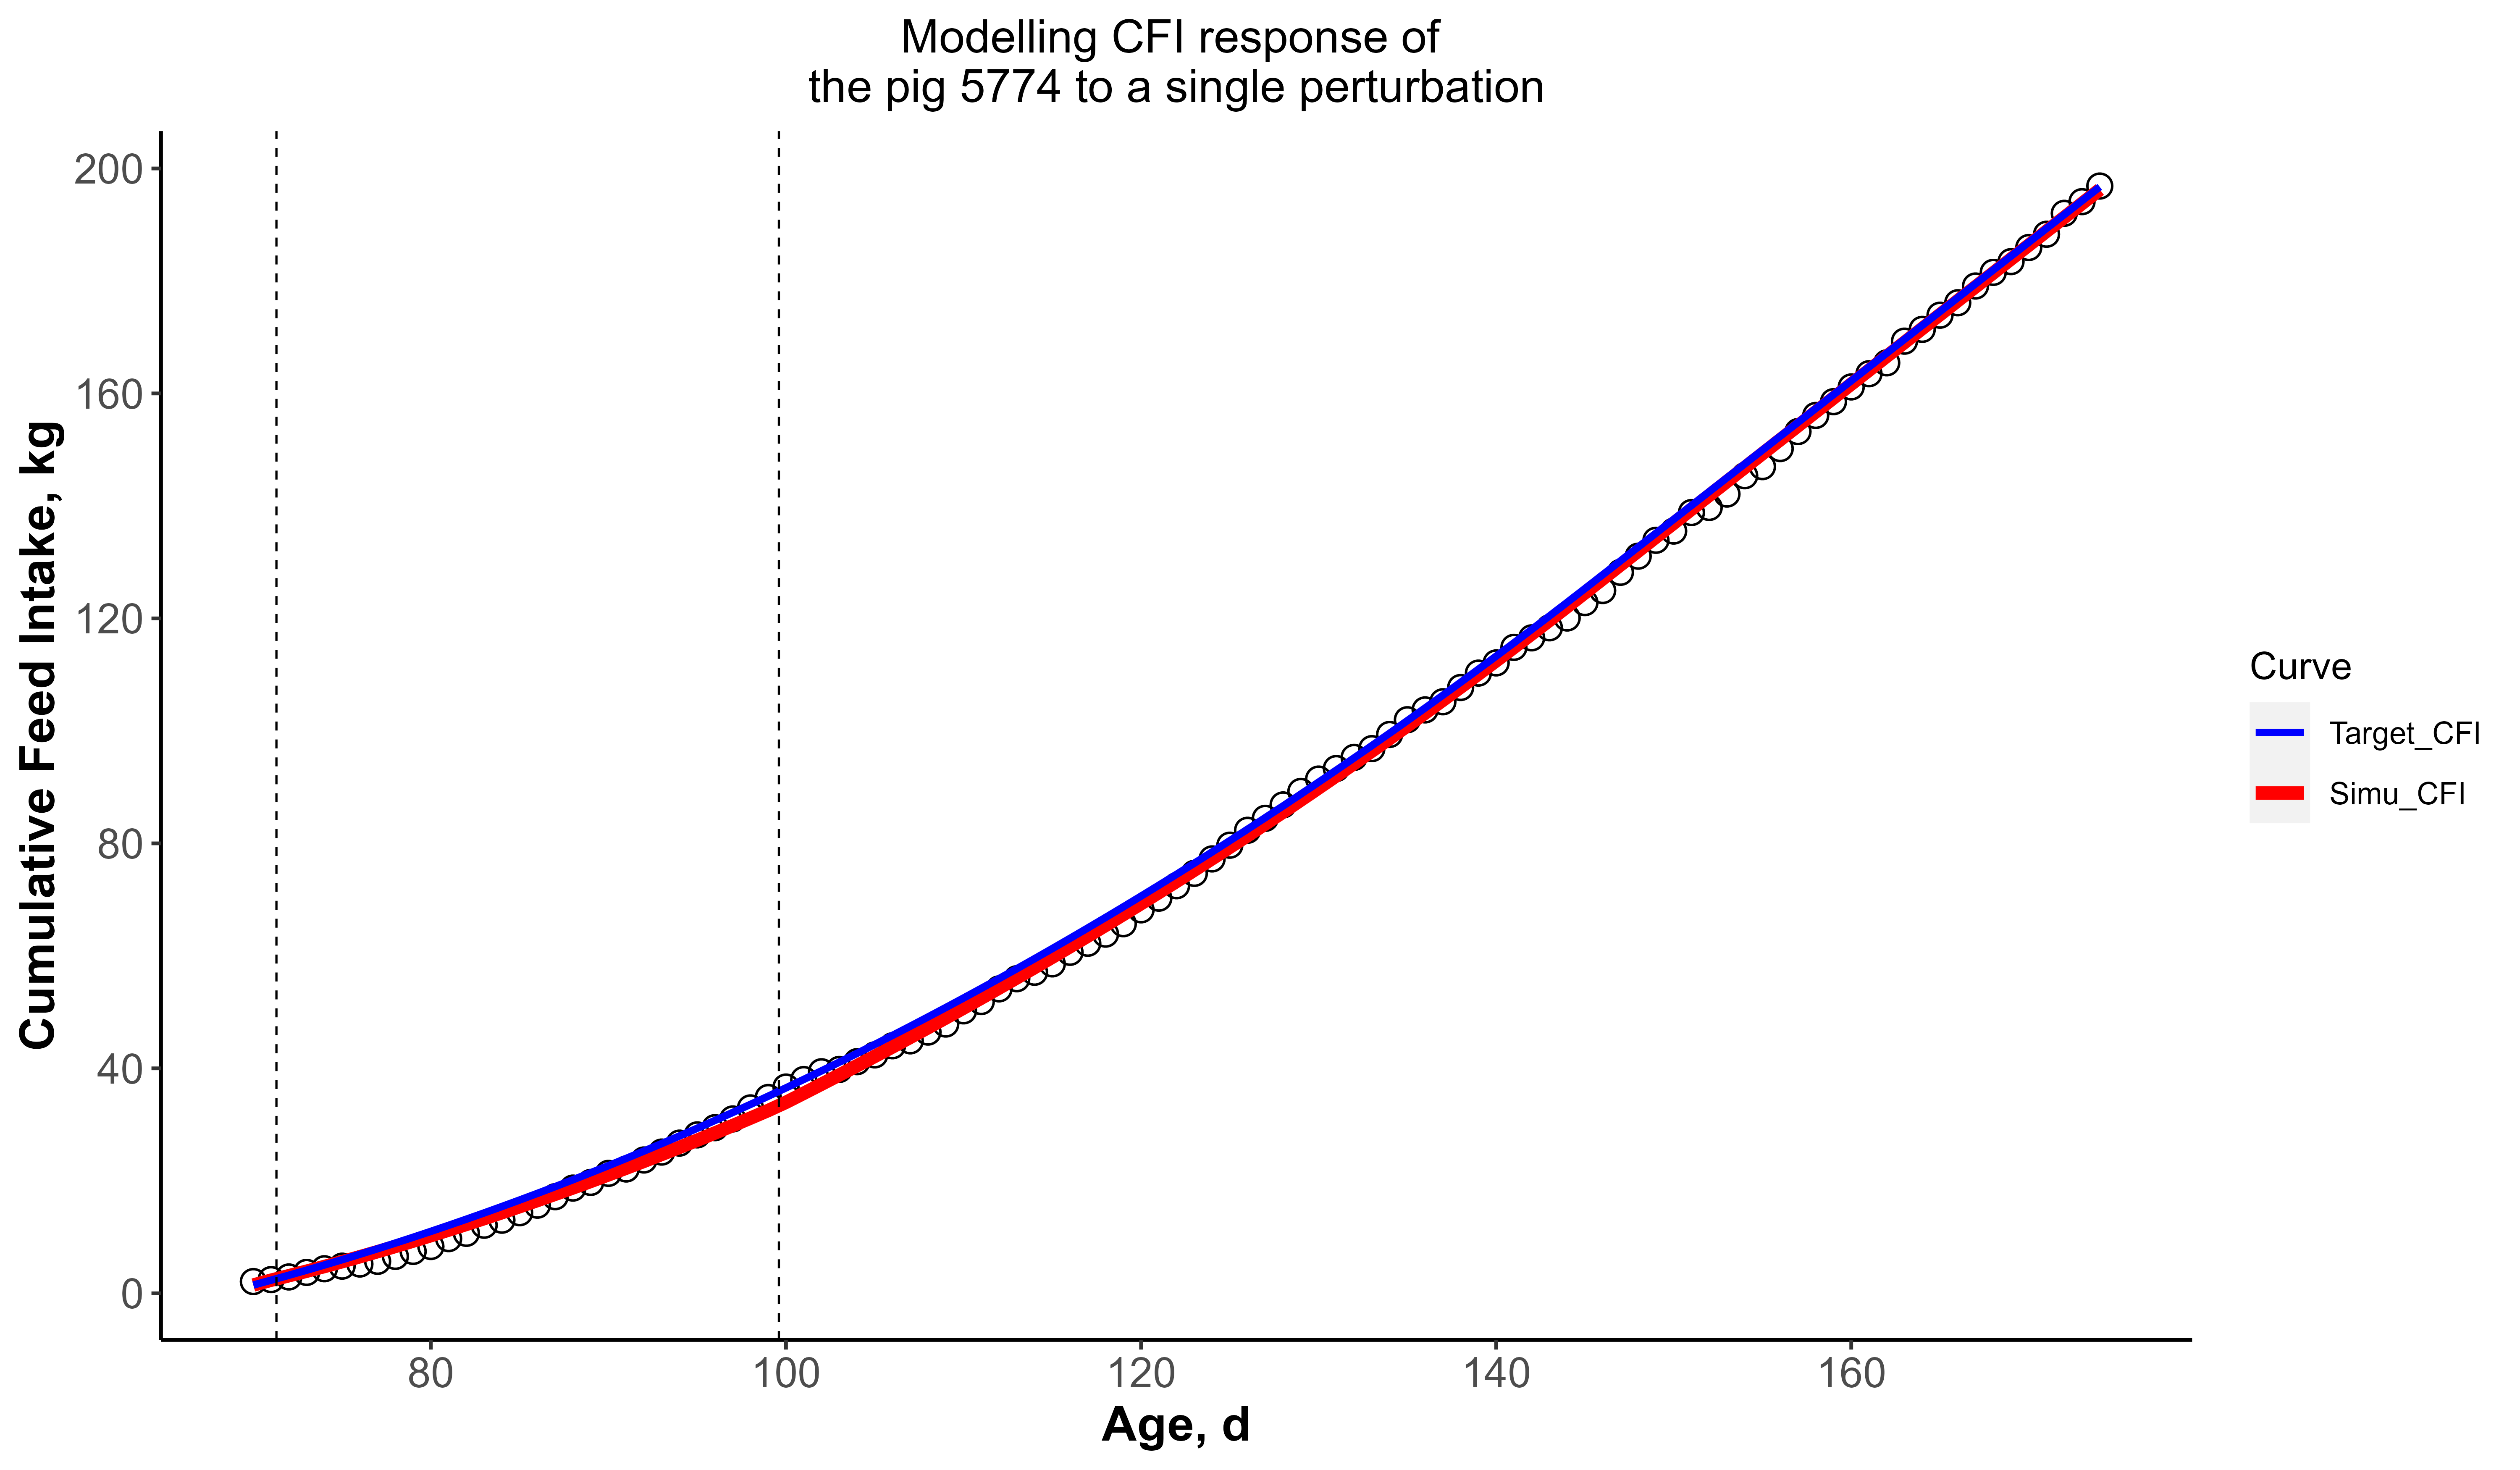 Modelling CFI response of
the pig 5774 to a single perturbation
200
160
120
80
40
0
Cumulative Feed Intake, kg
80
100
120
140
160
Age, d
Curve
Target_CFI
Simu_CFI